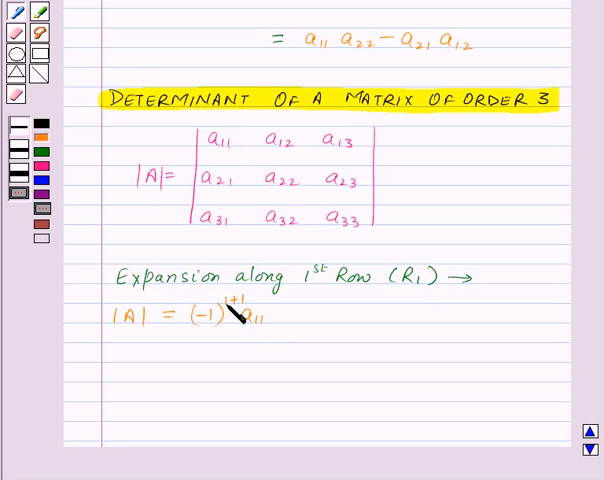 = a₁₁ a₂₂ − a₂₁ a₁₂
DETERMINANT OF A MATRIX OF ORDER 3
a₁₁ a₁₂ a₁₃
|A| = a₂₁ a₂₂ a₂₃
a₃₁ a₃₂ a₃₃
Expansion along 1ˢᵗ Row (R₁) →
|A| = (−1)¹⁺¹ a₁₁